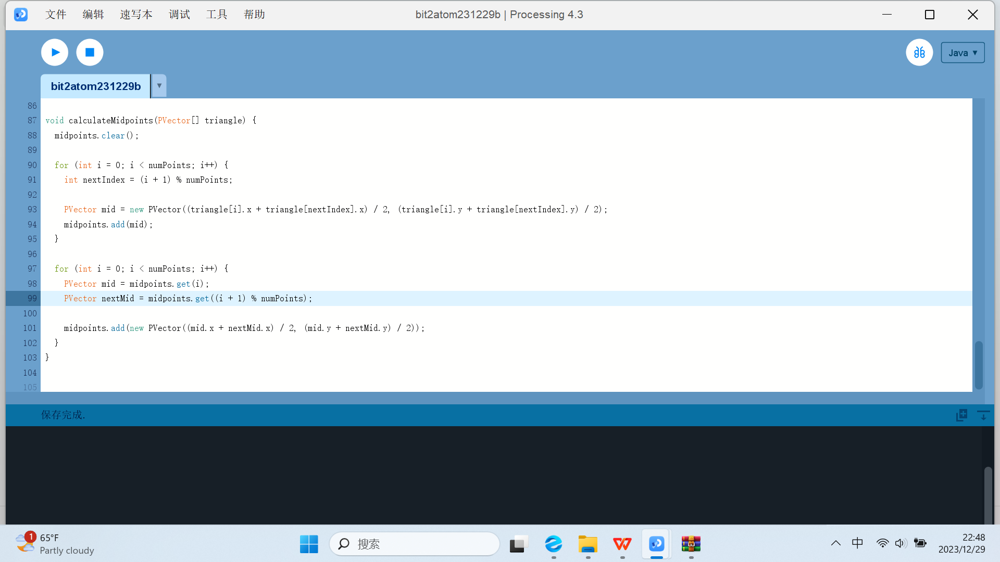 文件 编辑 速写本 调试 工具 帮助 bit2atom231229b | Processing 4.3
Java ▼
bit2atom231229b ▼
86
87 void calculateMidpoints(PVector[] triangle) {
88   midpoints.clear();
89
90   for (int i = 0; i < numPoints; i++) {
91     int nextIndex = (i + 1) % numPoints;
92
93     PVector mid = new PVector((triangle[i].x + triangle[nextIndex].x) / 2, (triangle[i].y + triangle[nextIndex].y) / 2);
94     midpoints.add(mid);
95   }
96
97   for (int i = 0; i < numPoints; i++) {
98     PVector mid = midpoints.get(i);
99     PVector nextMid = midpoints.get((i + 1) % numPoints);
100
101     midpoints.add(new PVector((mid.x + nextMid.x) / 2, (mid.y + nextMid.y) / 2));
102   }
103 }
104
105
保存完成.
1 65°F
Partly cloudy
搜索
中
22:48
2023/12/29